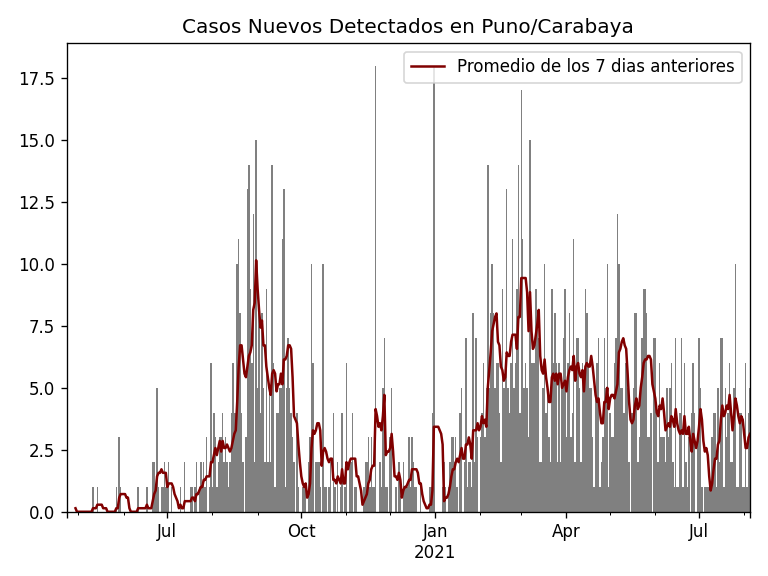 Casos Nuevos Detectados en Puno/Carabaya
Promedio de los 7 dias anteriores
17.5
15.0
12.5
10.0
7.5
5.0
2.5
0.0
Jul
Oct
Jan
2021
Apr
Jul